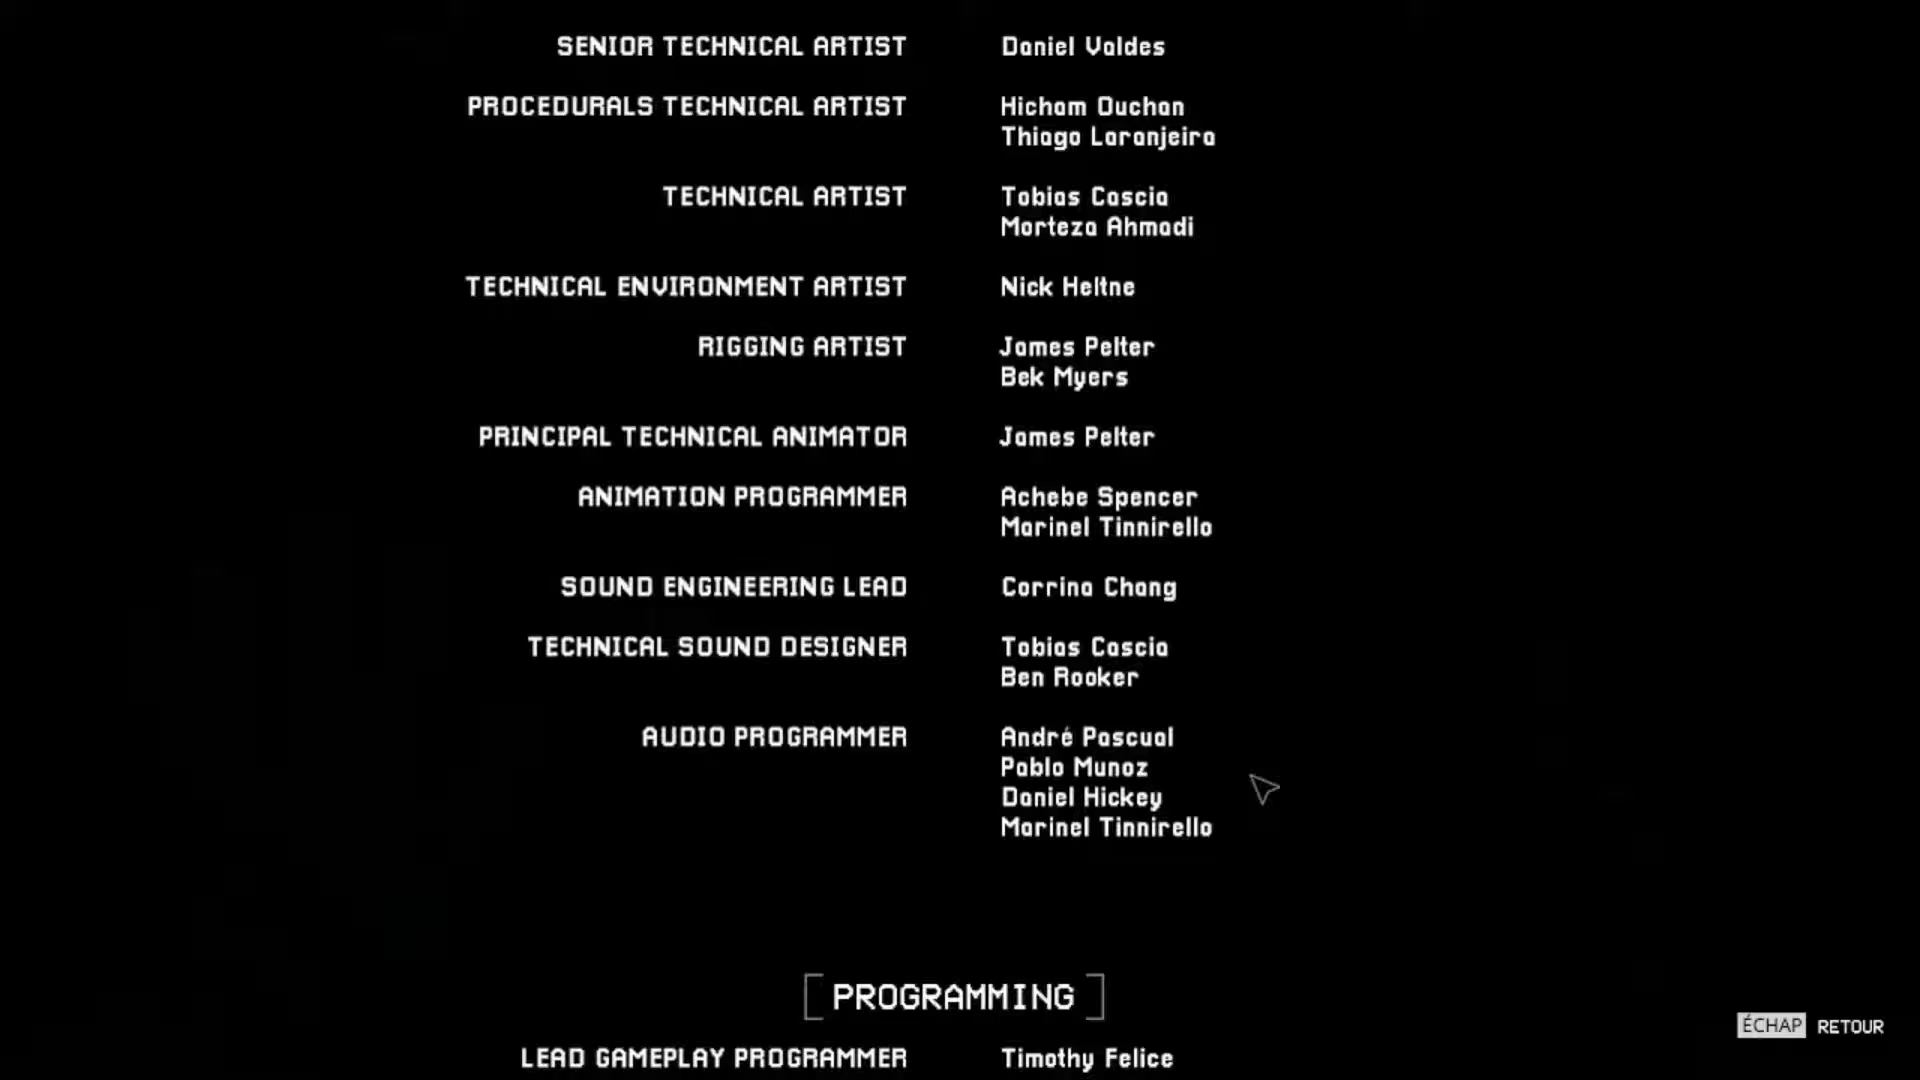 SENIOR TECHNICAL ARTIST Daniel Valdes
PROCEDURALS TECHNICAL ARTIST Hicham Ouchan
Thiago Laranjeira
TECHNICAL ARTIST Tobias Cascia
Morteza Ahmadi
TECHNICAL ENVIRONMENT ARTIST Nick Heltne
RIGGING ARTIST James Pelter
Bek Myers
PRINCIPAL TECHNICAL ANIMATOR James Pelter
ANIMATION PROGRAMMER Achebe Spencer
Marinel Tinnirello
SOUND ENGINEERING LEAD Corrina Chang
TECHNICAL SOUND DESIGNER Tobias Cascia
Ben Rooker
AUDIO PROGRAMMER André Pascual
Pablo Munoz
Daniel Hickey
Marinel Tinnirello
[PROGRAMMING]
ÉCHAP RETOUR
LEAD GAMEPLAY PROGRAMMER Timothy Felice